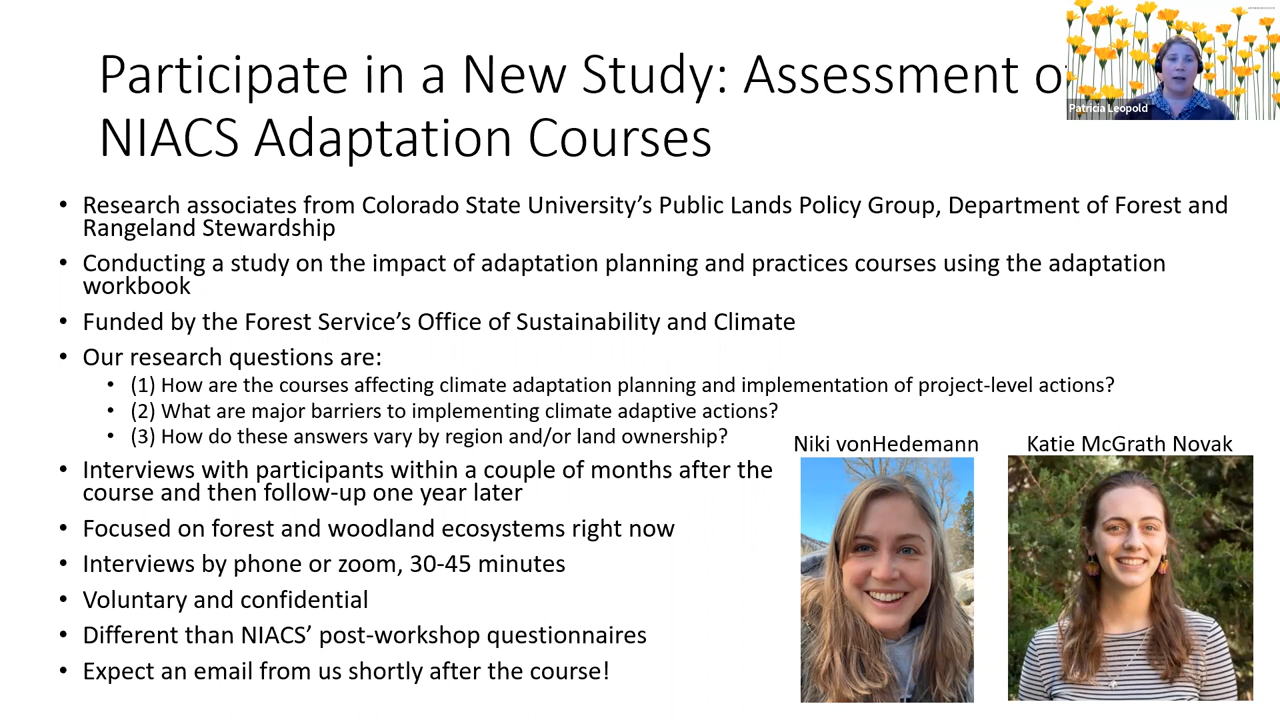 Participate in a New Study: Assessment o
NIACS Adaptation Courses
Patricia Leopold
• Research associates from Colorado State University's Public Lands Policy Group, Department of Forest and
Rangeland Stewardship
• Conducting a study on the impact of adaptation planning and practices courses using the adaptation
workbook
• Funded by the Forest Service's Office of Sustainability and Climate
• Our research questions are:
• (1) How are the courses affecting climate adaptation planning and implementation of project-level actions?
• (2) What are major barriers to implementing climate adaptive actions?
• (3) How do these answers vary by region and/or land ownership?
• Interviews with participants within a couple of months after the
course and then follow-up one year later
• Focused on forest and woodland ecosystems right now
• Interviews by phone or zoom, 30-45 minutes
• Voluntary and confidential
• Different than NIACS' post-workshop questionnaires
• Expect an email from us shortly after the course!
Niki vonHedemann
Katie McGrath Novak